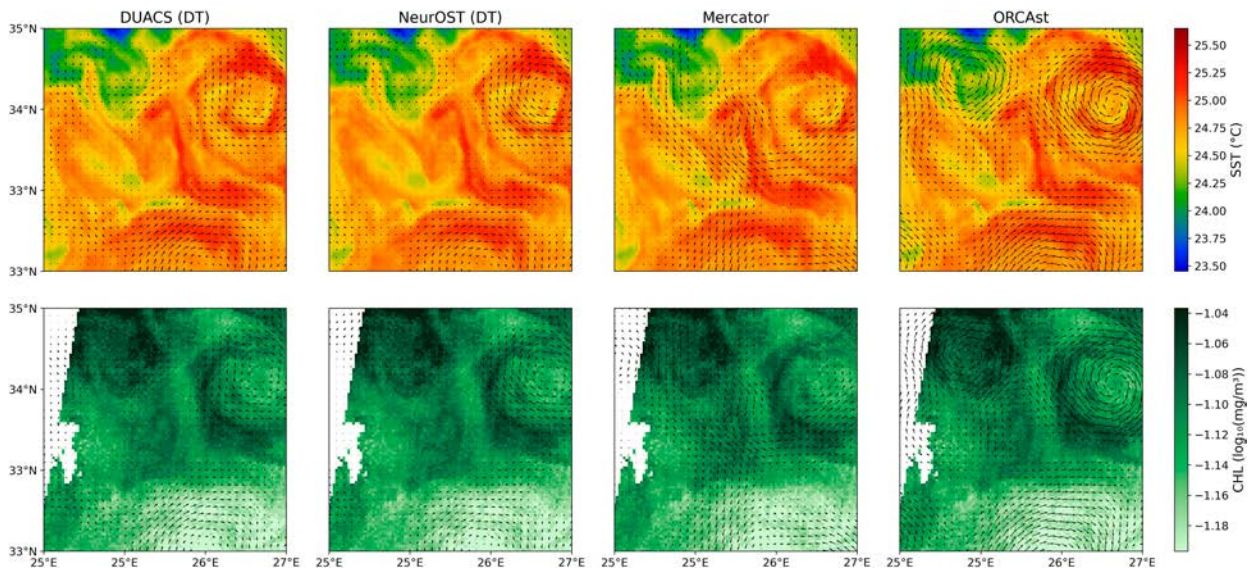 DUACS (DT) NeurOST (DT) Mercator ORCAst
35°N
34°N
33°N
33°N
25.50
25.25
25.00
24.75
24.50
24.25
24.00
23.75
23.50
SST (°C)
35°N
34°N
33°N
33°N
25°E 25°E 26°E 27°E 25°E 25°E 26°E 27°E 25°E 25°E 26°E 27°E 25°E 25°E 26°E 27°E
−1.04
−1.06
−1.08
−1.10
−1.12
−1.14
−1.16
−1.18
CHL (log₁₀(mg/m³))